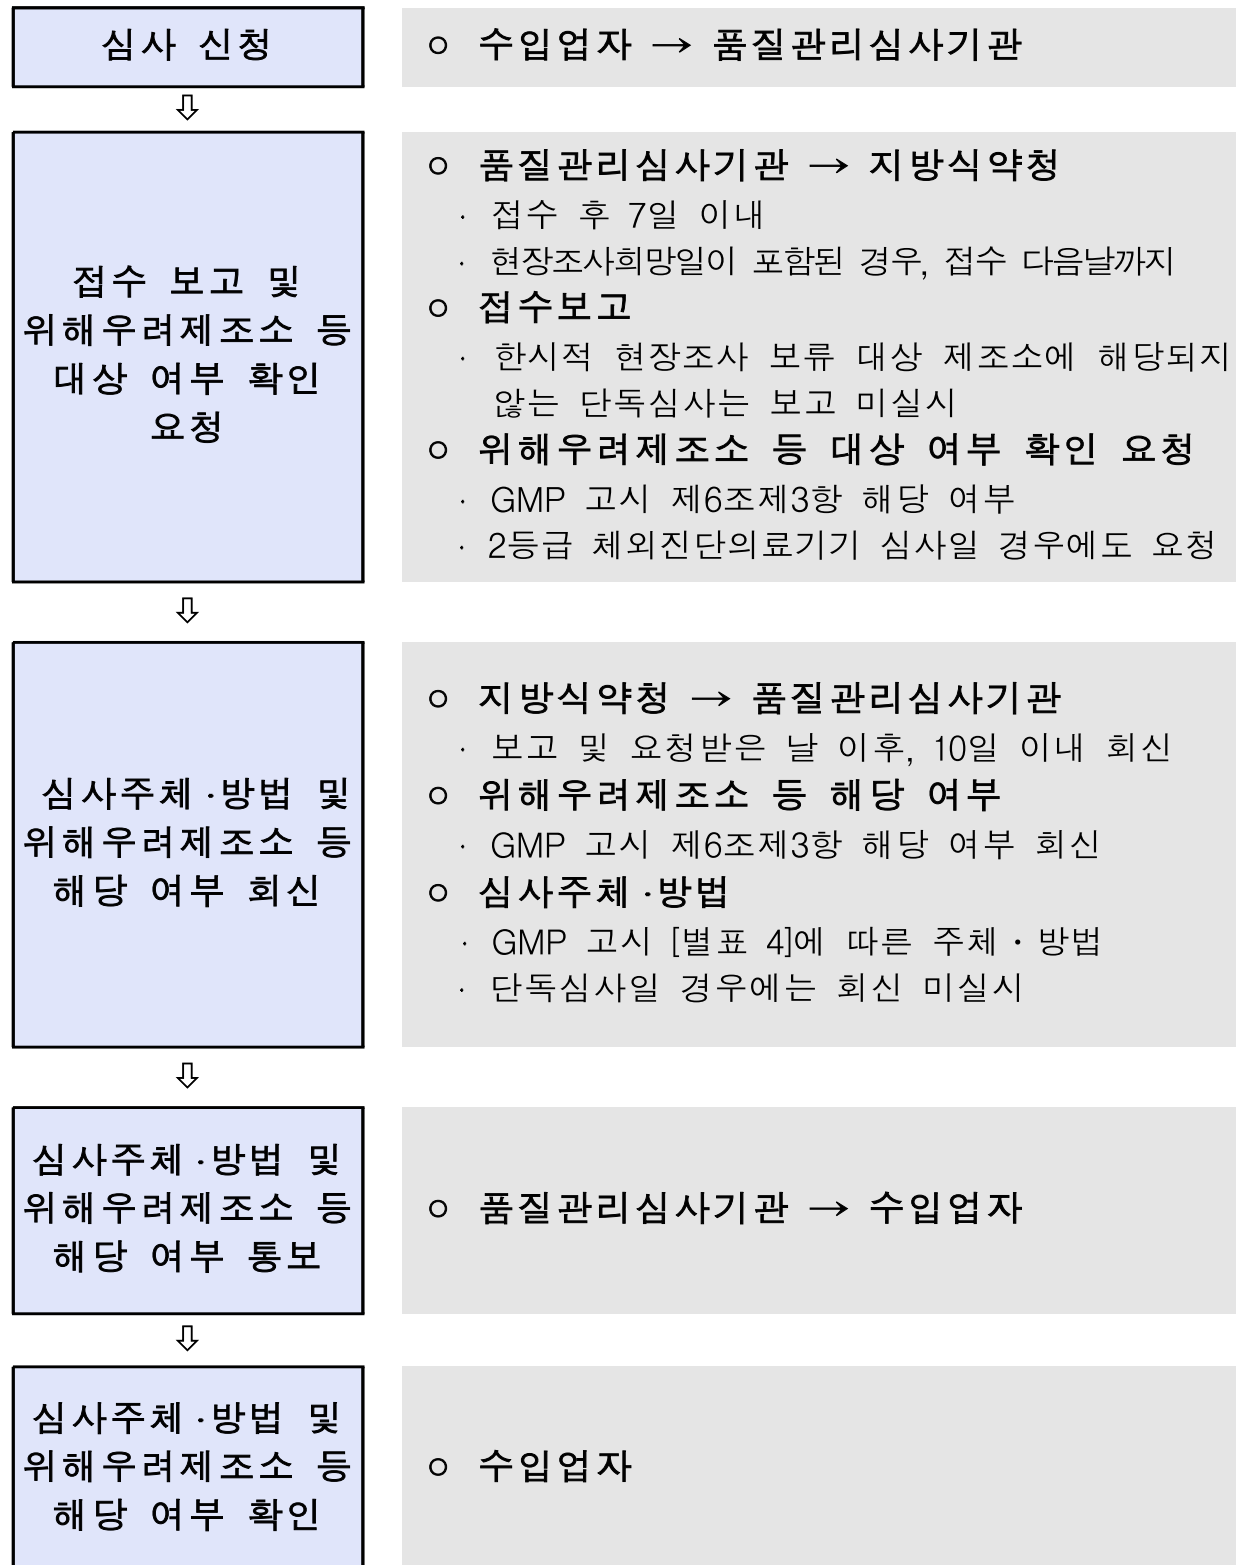 심사 신청
○ 수입업자 → 품질관리심사기관
⇩
접수 보고 및
위해우려제조소 등
대상 여부 확인
요청
○ 품질관리심사기관 → 지방식약청
· 접수 후 7일 이내
· 현장조사희망일이 포함된 경우, 접수 다음날까지
○ 접수보고
· 한시적 현장조사 보류 대상 제조소에 해당되지
않는 단독심사는 보고 미실시
○ 위해우려제조소 등 대상 여부 확인 요청
· GMP 고시 제6조제3항 해당 여부
· 2등급 체외진단의료기기 심사일 경우에도 요청
⇩
심사주체·방법 및
위해우려제조소 등
해당 여부 회신
○ 지방식약청 → 품질관리심사기관
· 보고 및 요청받은 날 이후, 10일 이내 회신
○ 위해우려제조소 등 해당 여부
· GMP 고시 제6조제3항 해당 여부 회신
○ 심사주체·방법
· GMP 고시 [별표 4]에 따른 주체·방법
· 단독심사일 경우에는 회신 미실시
⇩
심사주체·방법 및
위해우려제조소 등
해당 여부 통보
○ 품질관리심사기관 → 수입업자
⇩
심사주체·방법 및
위해우려제조소 등
해당 여부 확인
○ 수입업자